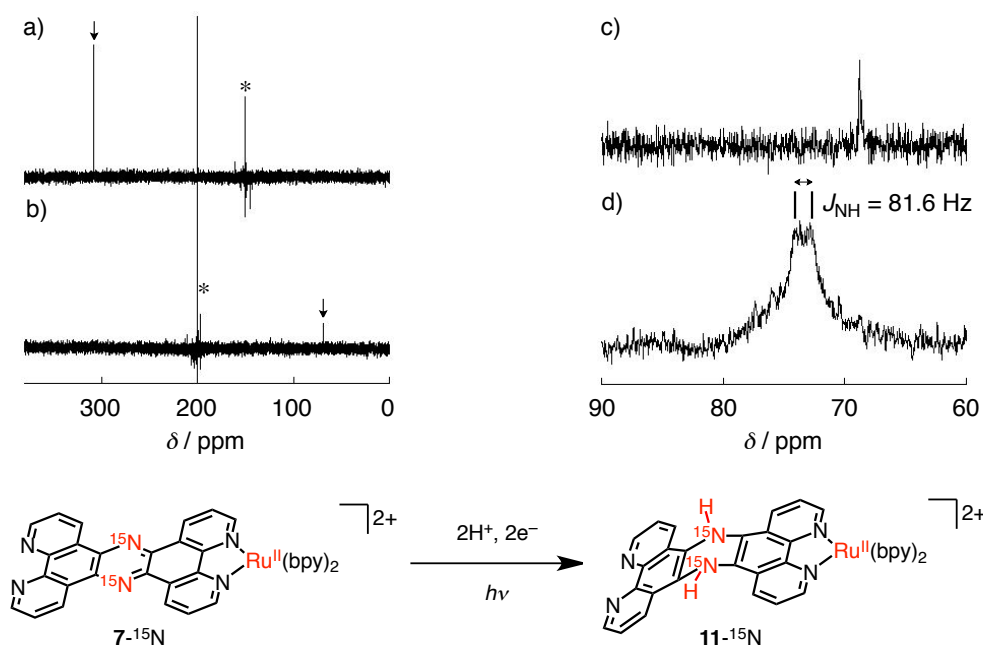 a)
*
b)
*
300 200 100 0
δ / ppm
c)
d)
J_NH = 81.6 Hz
90 80 70 60
δ / ppm
N
N
¹⁵N
¹⁵N
N
N
Ru^II(bpy)₂
2+
7-¹⁵N
2H⁺, 2e⁻
hν
H
¹⁵N
¹⁵N
H
N
N
N
N
Ru^II(bpy)₂
2+
11-¹⁵N